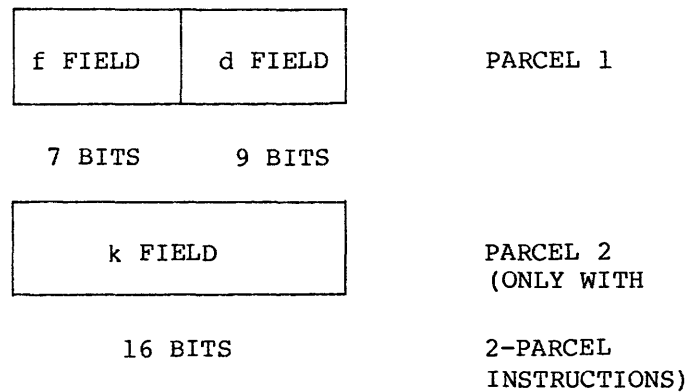 f FIELD d FIELD PARCEL 1
7 BITS 9 BITS
k FIELD PARCEL 2
(ONLY WITH
16 BITS 2-PARCEL
INSTRUCTIONS)